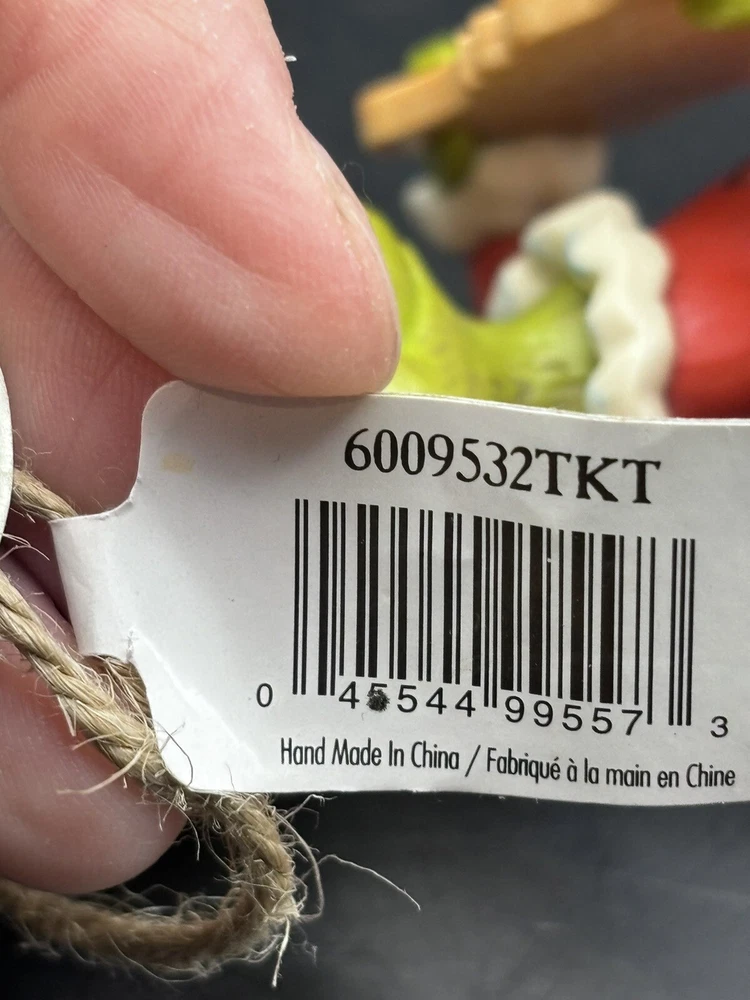 6009532TKT
0 45544 99557 3
Hand Made In China / Fabriqué à la main en Chine